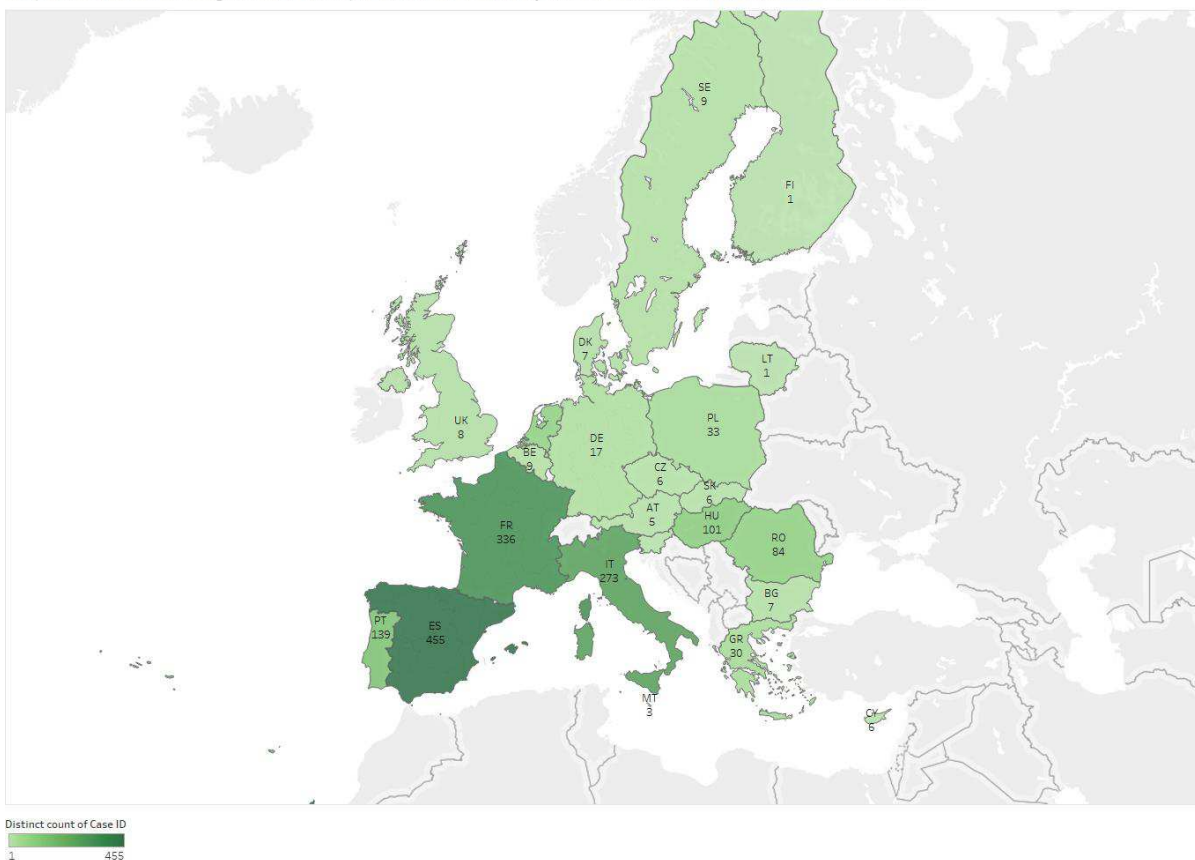 SE
9
FI
1
DK
7
LT
1
UK
8
PL
33
DE
17
BE
9
CZ
6
SK
6
AT
5
HU
101
FR
336
RO
84
IT
273
BG
7
PT
139
ES
455
GR
30
MT
3
CY
6
Distinct count of Case ID
1 455